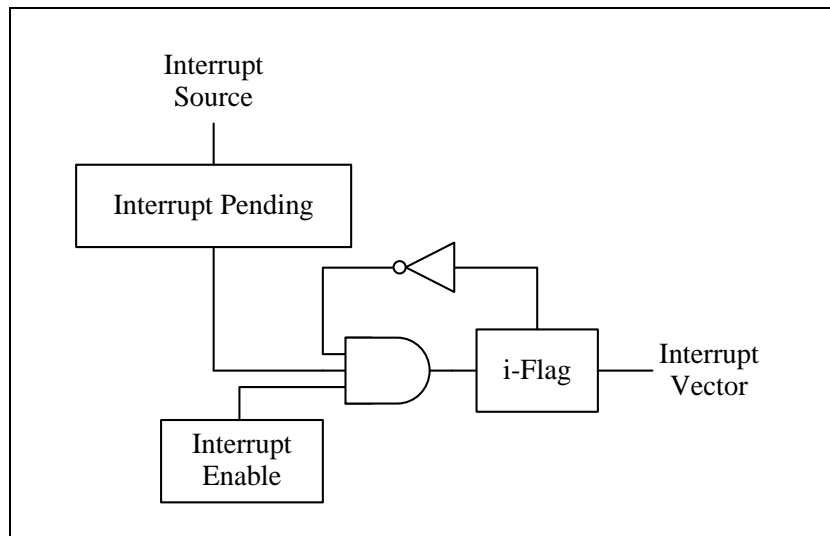 Interrupt
Source
Interrupt Pending
i-Flag
Interrupt
Vector
Interrupt
Enable